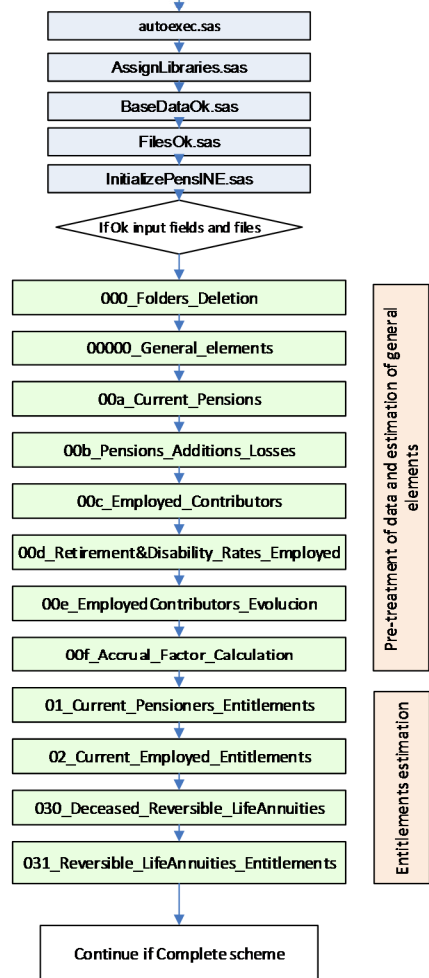 autoexec.sas
AssignLibraries.sas
BaseDataOk.sas
FilesOk.sas
InitializePensINE.sas
If Ok input fields and files
000_Folders_Deletion
00000_General_elements
00a_Current_Pensions
00b_Pensions_Additions_Losses
00c_Employed_Contributors
00d_Retirement&Disability_Rates_Employed
00e_EmployedContributors_Evolucion
00f_Accrual_Factor_Calculation
Pre-treatment of data and estimation of general
elements
01_Current_Pensioners_Entitlements
02_Current_Employed_Entitlements
030_Deceased_Reversible_LifeAnnuities
031_Reversible_LifeAnnuities_Entitlements
Entitlements estimation
Continue if Complete scheme